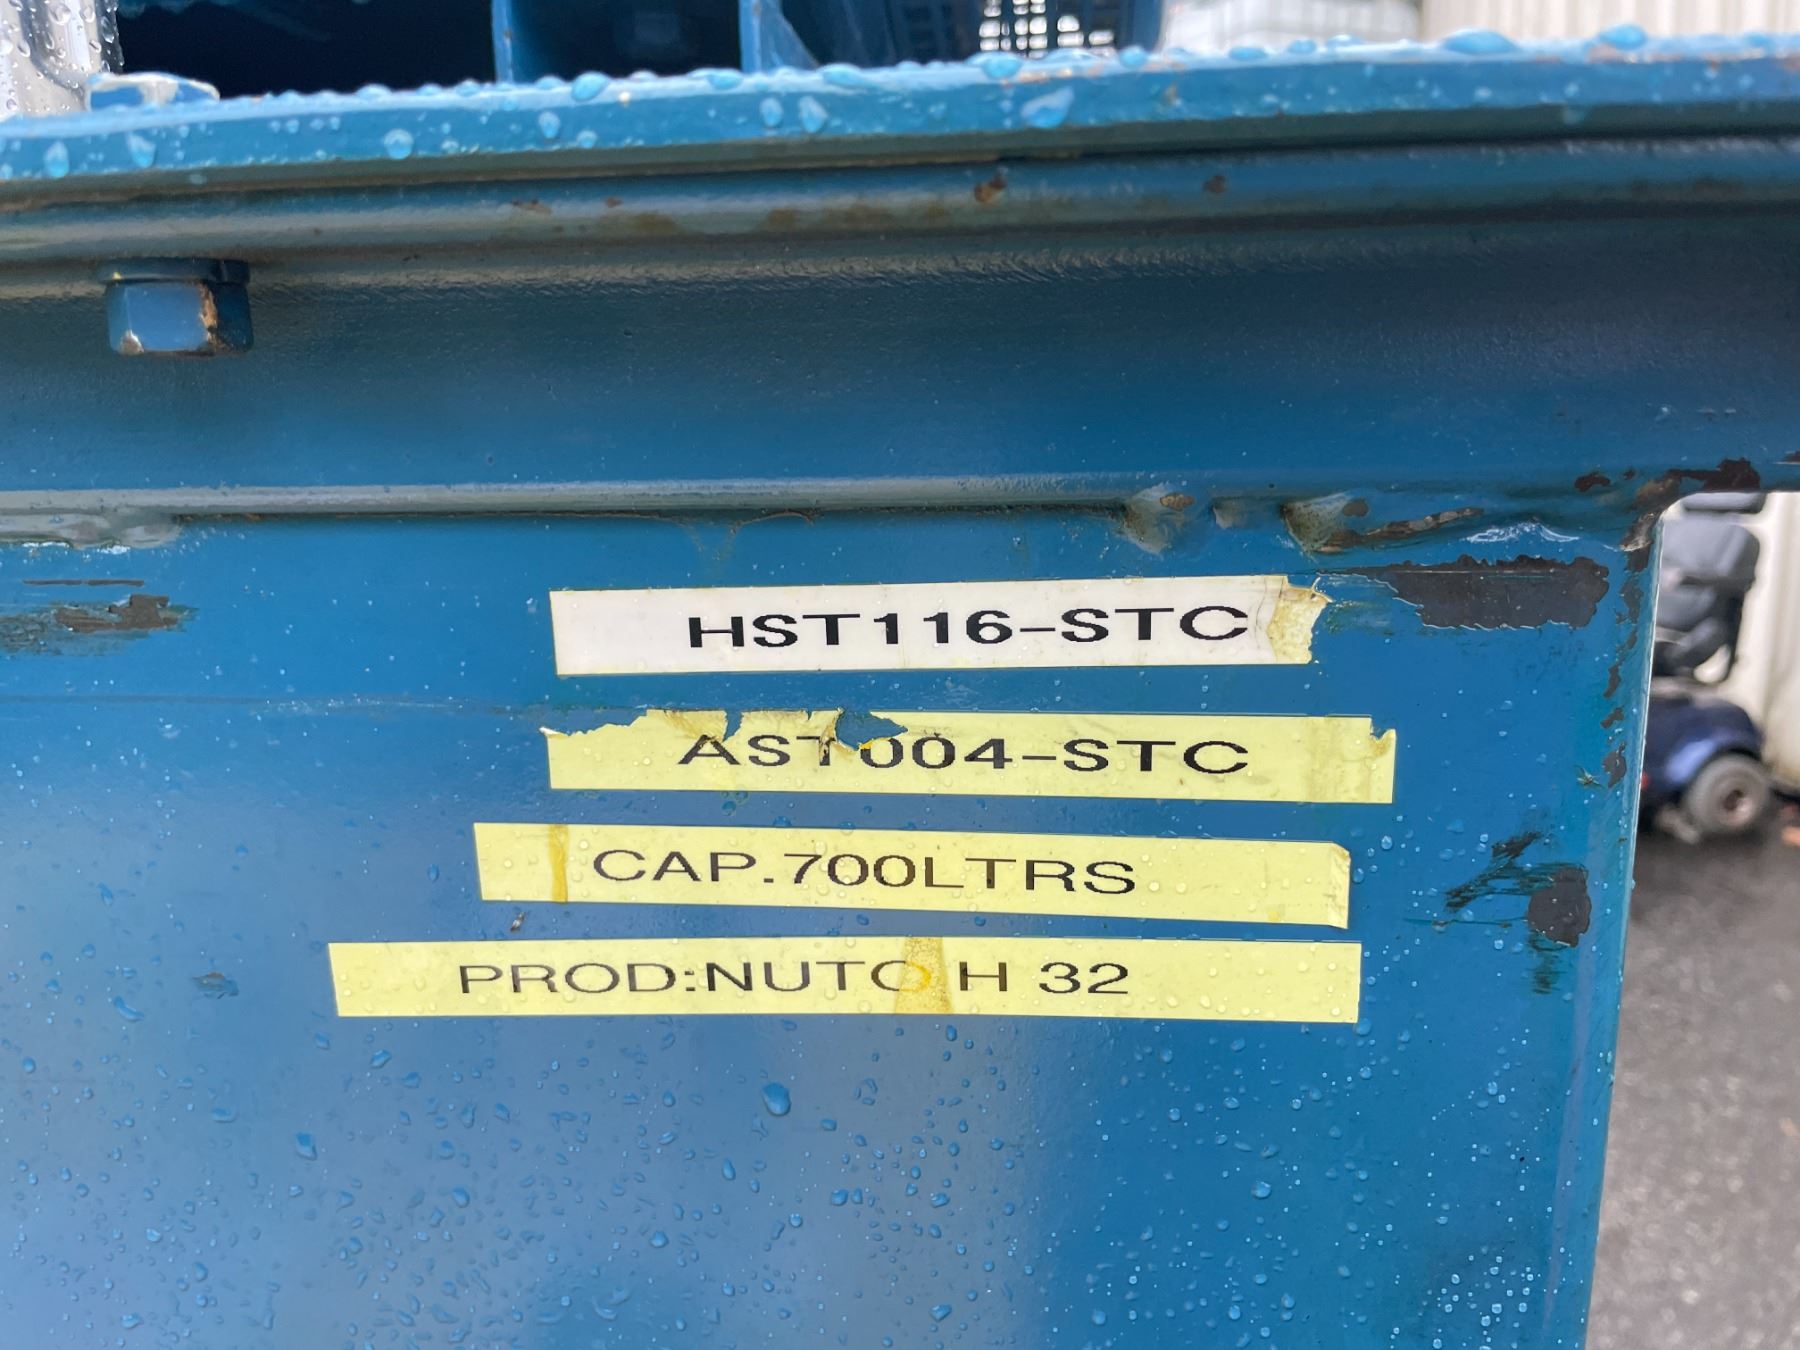 HST116-STC
AST004-STC
CAP.700LTRS
PROD:NUTO H 32